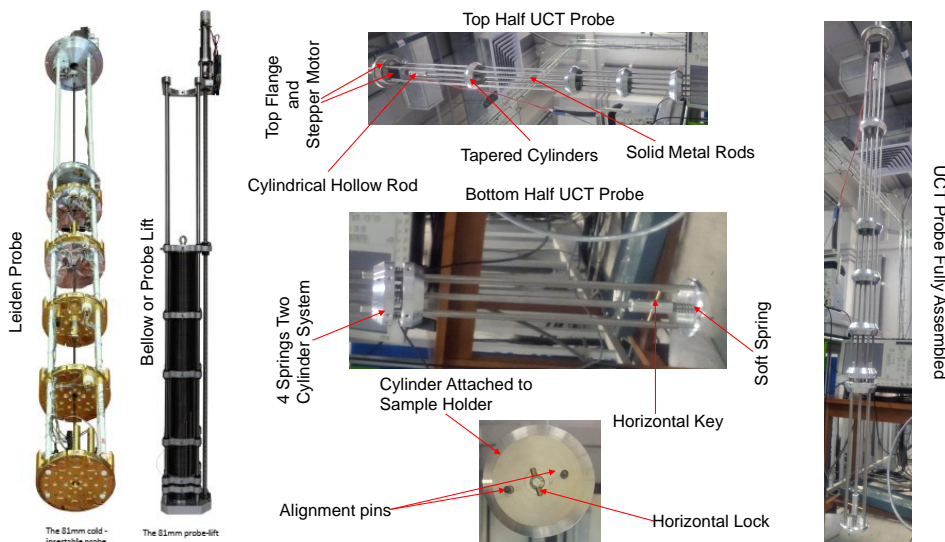 Leiden Probe
The 81mm cold -
insertable probe
Bellow or Probe Lift
The 81mm probe-lift
Top Half UCT Probe
Top Flange
and
Stepper Motor
Tapered Cylinders
Solid Metal Rods
Cylindrical Hollow Rod
Bottom Half UCT Probe
4 Springs Two
Cylinder System
Soft Spring
Cylinder Attached to
Sample Holder
Horizontal Key
Alignment pins
Horizontal Lock
UCT Probe Fully Assembled